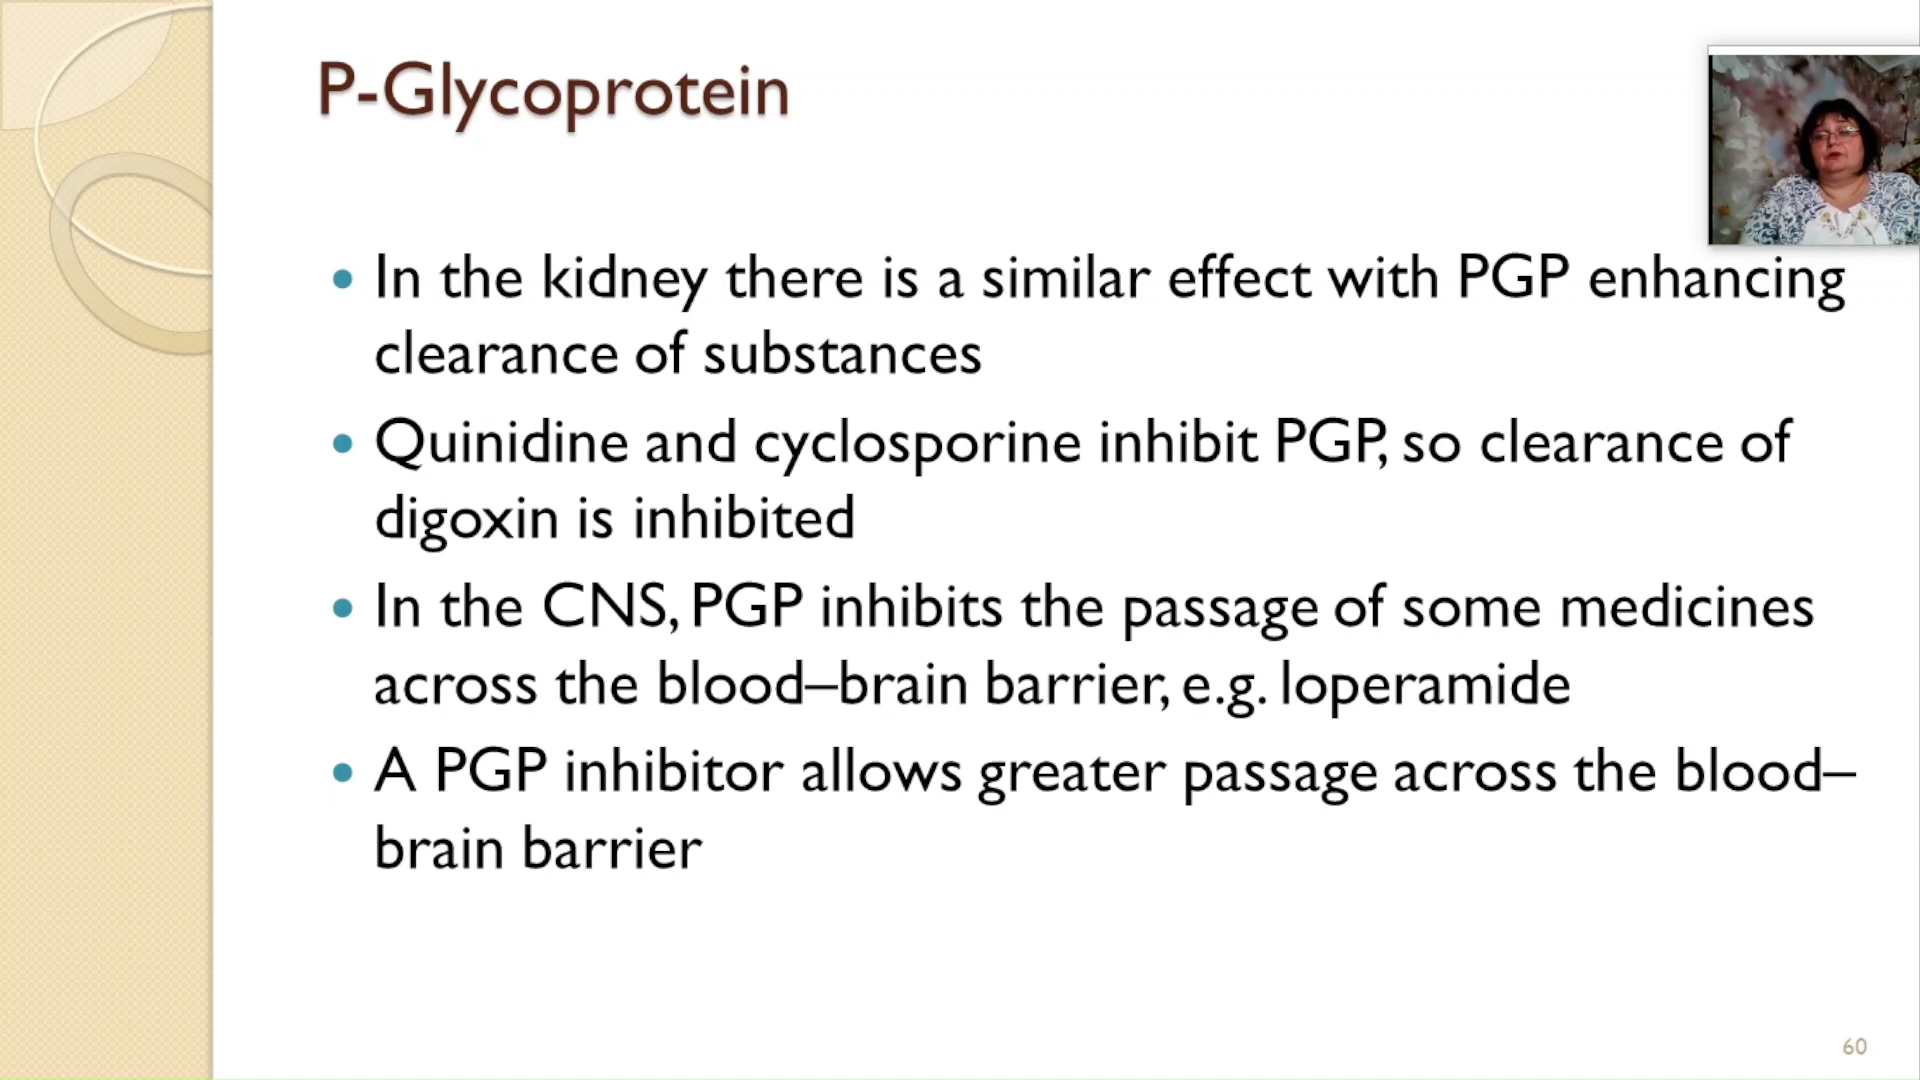 P-Glycoprotein
• In the kidney there is a similar effect with PGP enhancing
clearance of substances
• Quinidine and cyclosporine inhibit PGP, so clearance of
digoxin is inhibited
• In the CNS, PGP inhibits the passage of some medicines
across the blood–brain barrier, e.g. loperamide
• A PGP inhibitor allows greater passage across the blood–
brain barrier
60